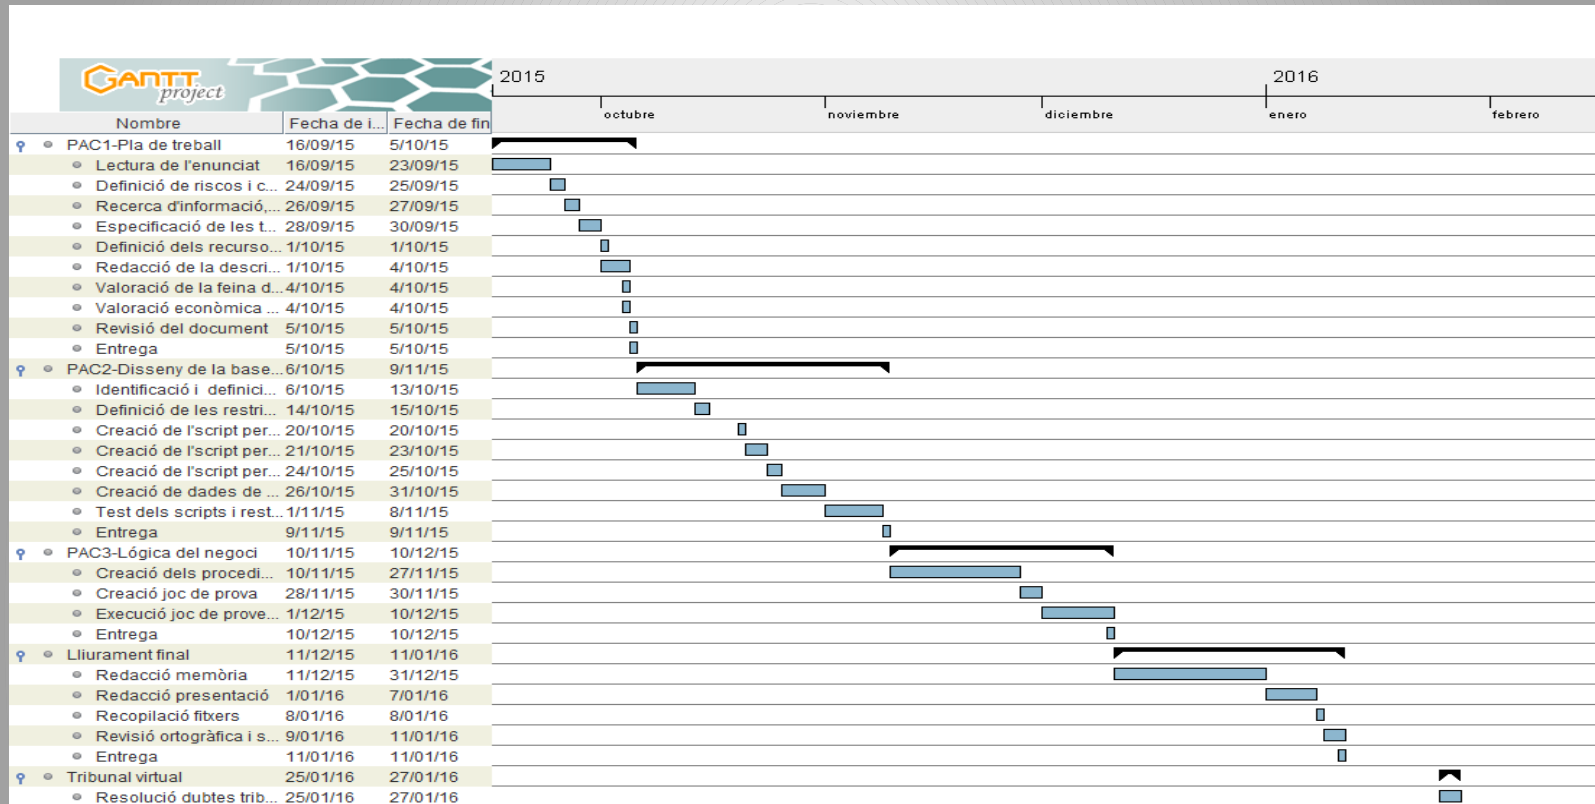 GANTT
project
2015 2016
octubre noviembre diciembre enero febrero
Nombre Fecha de i... Fecha de fin
PAC1-Pla de treball 16/09/15 5/10/15
Lectura de l'enunciat 16/09/15 23/09/15
Definició de riscos i c... 24/09/15 25/09/15
Recerca d'informació,... 26/09/15 27/09/15
Especificació de les t... 28/09/15 30/09/15
Definició dels recurso... 1/10/15 1/10/15
Redacció de la descri... 1/10/15 4/10/15
Valoració de la feina d... 4/10/15 4/10/15
Valoració econòmica ... 4/10/15 4/10/15
Revisió del document 5/10/15 5/10/15
Entrega 5/10/15 5/10/15
PAC2-Disseny de la base... 6/10/15 9/11/15
Identificació i definici... 6/10/15 13/10/15
Definició de les restri... 14/10/15 15/10/15
Creació de l'script per... 20/10/15 20/10/15
Creació de l'script per... 21/10/15 23/10/15
Creació de l'script per... 24/10/15 25/10/15
Creació de dades de ... 26/10/15 31/10/15
Test dels scripts i rest... 1/11/15 8/11/15
Entrega 9/11/15 9/11/15
PAC3-Lógica del negoci 10/11/15 10/12/15
Creació dels procedi... 10/11/15 27/11/15
Creació joc de prova 28/11/15 30/11/15
Execució joc de prove... 1/12/15 10/12/15
Entrega 10/12/15 10/12/15
Lliurament final 11/12/15 11/01/16
Redacció memòria 11/12/15 31/12/15
Redacció presentació 1/01/16 7/01/16
Recopilació fitxers 8/01/16 8/01/16
Revisió ortogràfica i s... 9/01/16 11/01/16
Entrega 11/01/16 11/01/16
Tribunal virtual 25/01/16 27/01/16
Resolució dubtes trib... 25/01/16 27/01/16